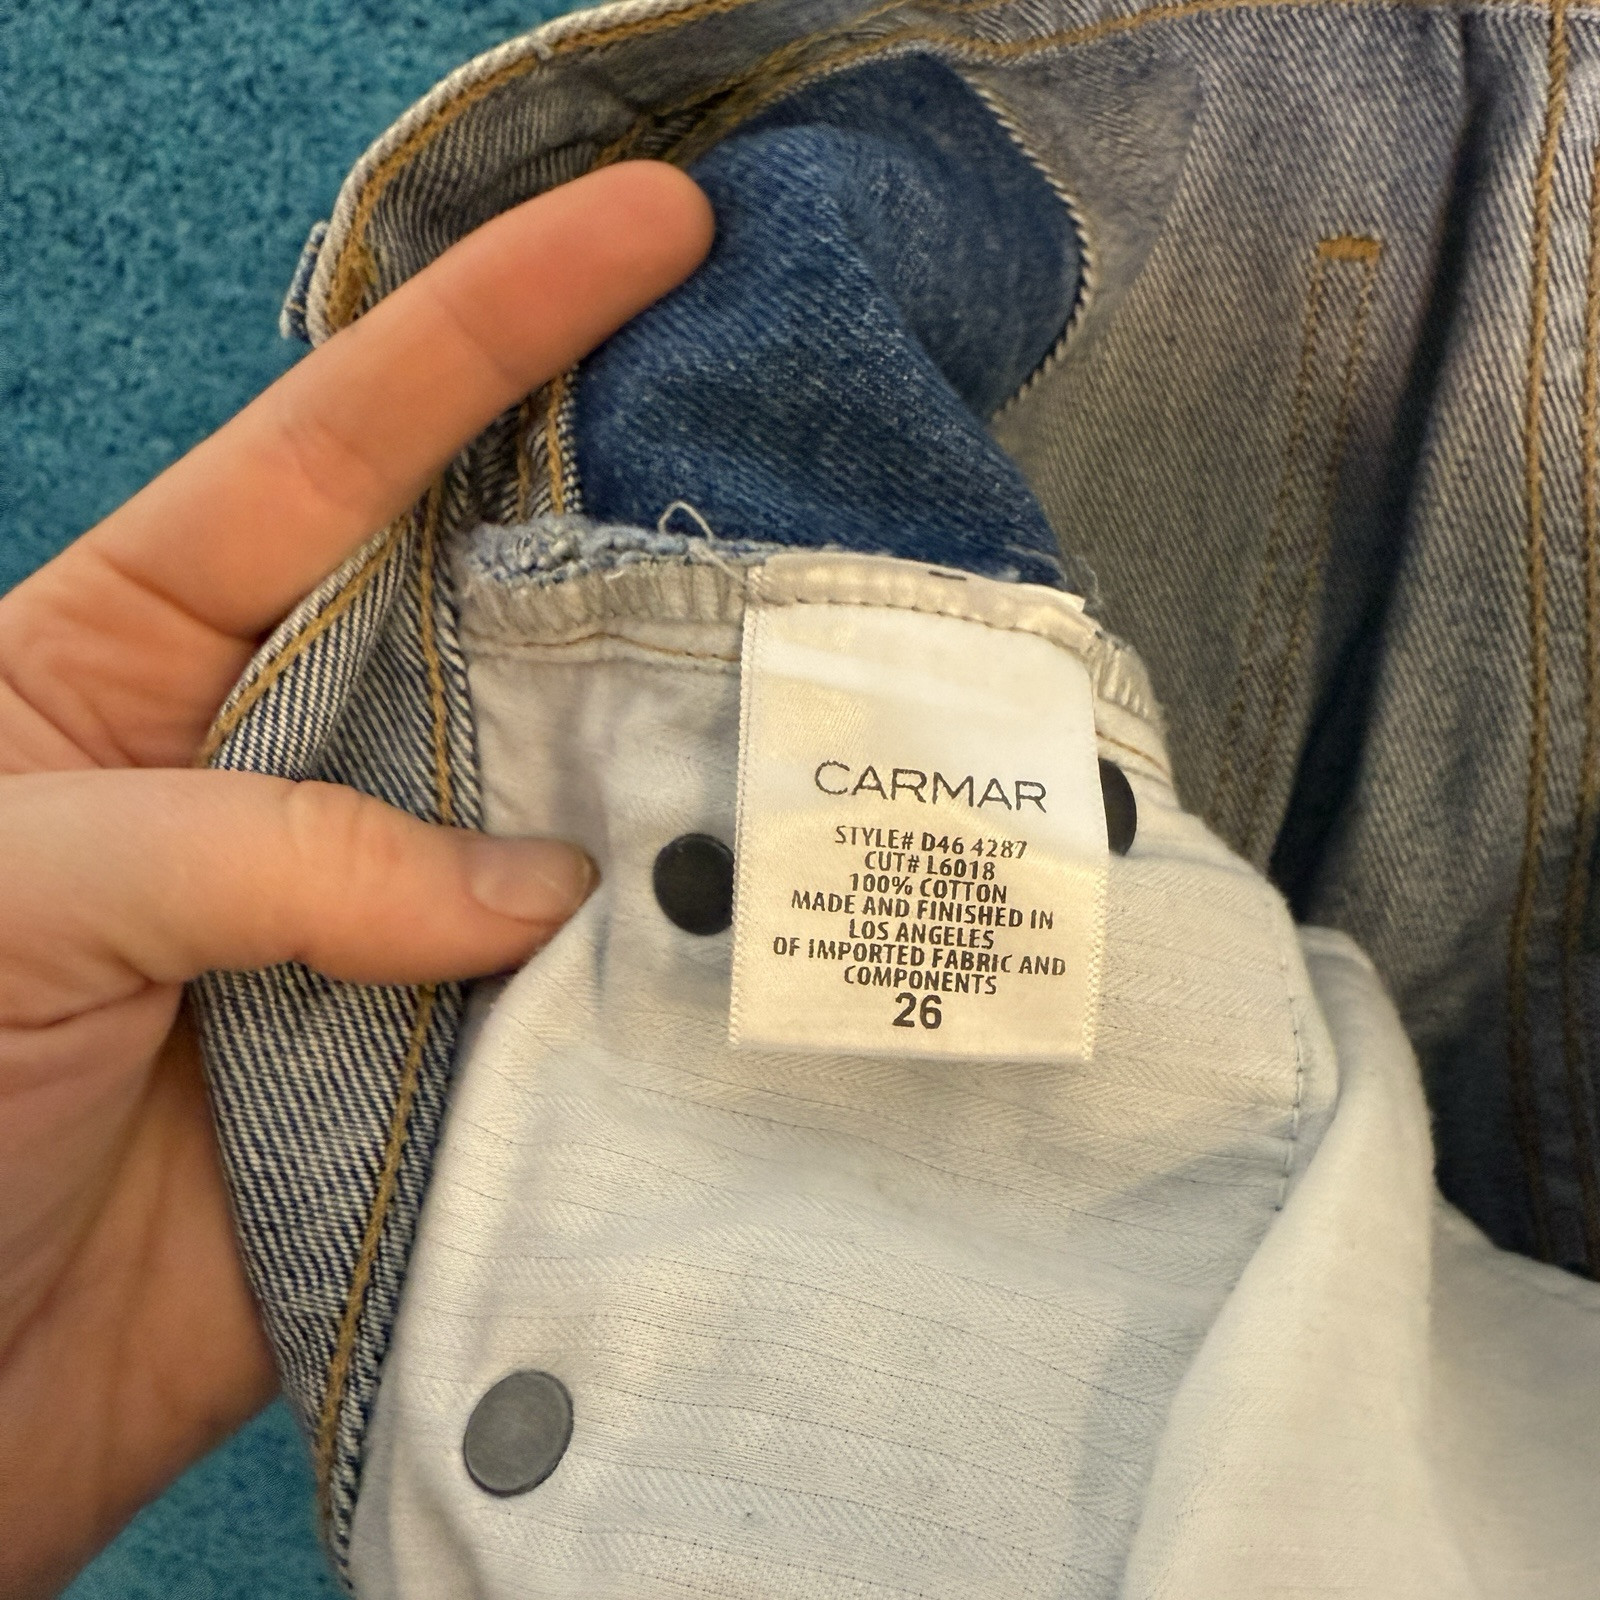 CARMAR
STYLE# D46 4287
CUT# L6018
100% COTTON
MADE AND FINISHED IN
LOS ANGELES
OF IMPORTED FABRIC AND
COMPONENTS
26